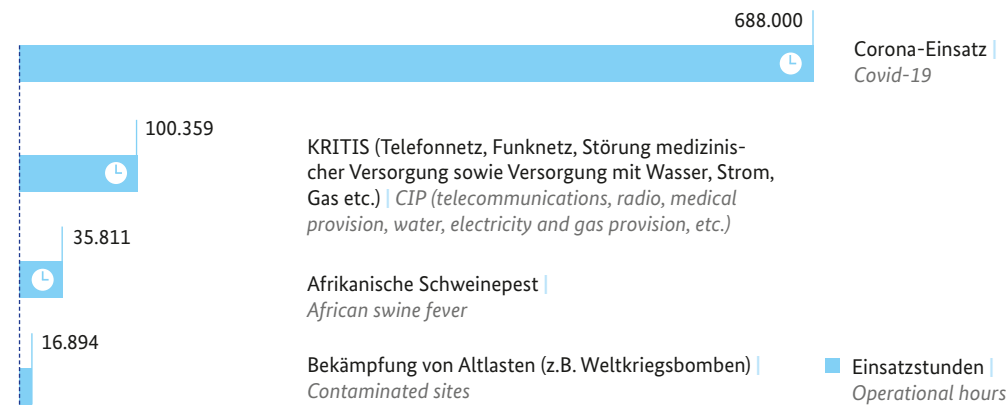 688.000
Corona-Einsatz |
Covid-19
100.359
KRITIS (Telefonnetz, Funknetz, Störung medizinis-
cher Versorgung sowie Versorgung mit Wasser, Strom,
Gas etc.) | CIP (telecommunications, radio, medical
provision, water, electricity and gas provision, etc.)
35.811
Afrikanische Schweinepest |
African swine fever
16.894
Bekämpfung von Altlasten (z.B. Weltkriegsbomben) |
Contaminated sites
Einsatzstunden |
Operational hours